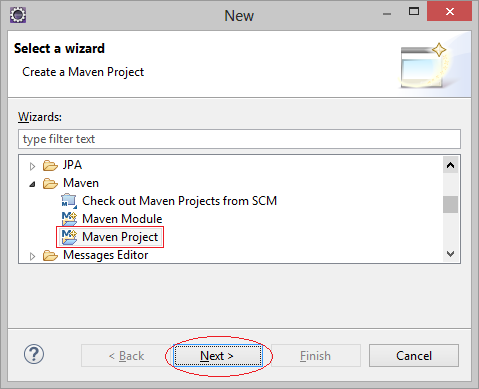 New
Select a wizard
Create a Maven Project
Wizards:
type filter text
JPA
Maven
Check out Maven Projects from SCM
Maven Module
Maven Project
Messages Editor
< Back
Next >
Finish
Cancel